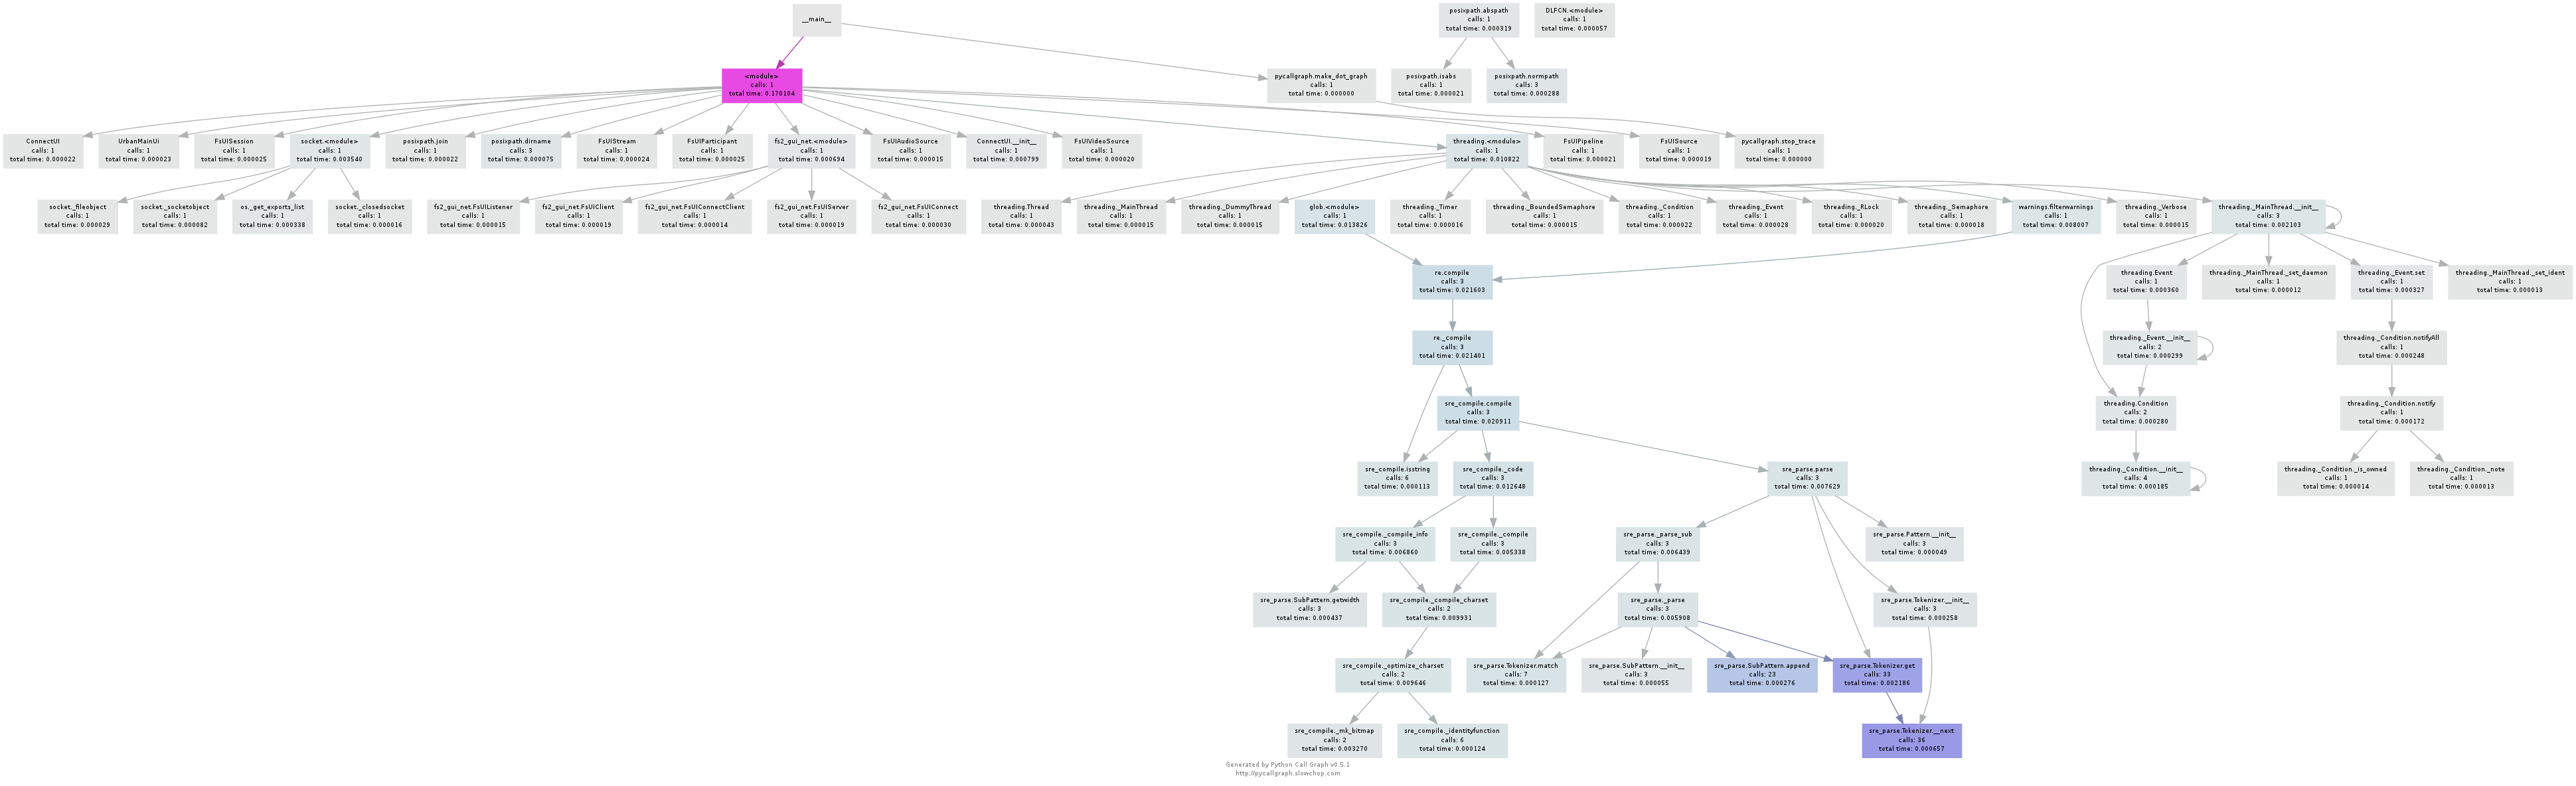 __main__
posixpath.abspath
calls: 1
total time: 0.000319
DLFCN.<module>
calls: 1
total time: 0.000057
<module>
calls: 1
total time: 0.170104
pycallgraph.make_dot_graph
calls: 1
total time: 0.000000
posixpath.isabs
calls: 1
total time: 0.000021
posixpath.normpath
calls: 3
total time: 0.000288
ConnectUI
calls: 1
total time: 0.000022
UrbanMainUi
calls: 1
total time: 0.000023
FsUISession
calls: 1
total time: 0.000025
socket.<module>
calls: 1
total time: 0.003540
posixpath.join
calls: 1
total time: 0.000022
posixpath.dirname
calls: 3
total time: 0.000075
FsUIStream
calls: 1
total time: 0.000024
FsUIParticipant
calls: 1
total time: 0.000025
fs2_gui_net.<module>
calls: 1
total time: 0.000694
FsUIAudioSource
calls: 1
total time: 0.000015
ConnectUI.__init__
calls: 1
total time: 0.000799
FsUIVideoSource
calls: 1
total time: 0.000020
threading.<module>
calls: 1
total time: 0.010822
FsUIPipeline
calls: 1
total time: 0.000021
FsUISource
calls: 1
total time: 0.000019
pycallgraph.stop_trace
calls: 1
total time: 0.000000
socket._fileobject
calls: 1
total time: 0.000029
socket._socketobject
calls: 1
total time: 0.000082
os._get_exports_list
calls: 1
total time: 0.000338
socket._closedsocket
calls: 1
total time: 0.000016
fs2_gui_net.FsUIListener
calls: 1
total time: 0.000015
fs2_gui_net.FsUIClient
calls: 1
total time: 0.000019
fs2_gui_net.FsUIConnectClient
calls: 1
total time: 0.000014
fs2_gui_net.FsUIServer
calls: 1
total time: 0.000019
fs2_gui_net.FsUIConnect
calls: 1
total time: 0.000030
threading.Thread
calls: 1
total time: 0.000043
threading._MainThread
calls: 1
total time: 0.000015
threading._DummyThread
calls: 1
total time: 0.000015
glob.<module>
calls: 1
total time: 0.013826
threading._Timer
calls: 1
total time: 0.000016
threading._BoundedSemaphore
calls: 1
total time: 0.000015
threading._Condition
calls: 1
total time: 0.000022
threading._Event
calls: 1
total time: 0.000028
threading._RLock
calls: 1
total time: 0.000020
threading._Semaphore
calls: 1
total time: 0.000018
warnings.filterwarnings
calls: 1
total time: 0.008007
threading._Verbose
calls: 1
total time: 0.000015
threading._MainThread.__init__
calls: 3
total time: 0.002103
re.compile
calls: 3
total time: 0.021603
threading.Event
calls: 1
total time: 0.000360
threading._MainThread._set_daemon
calls: 1
total time: 0.000012
threading._Event.set
calls: 1
total time: 0.000327
threading._MainThread._set_ident
calls: 1
total time: 0.000013
re._compile
calls: 3
total time: 0.021401
threading._Event.__init__
calls: 2
total time: 0.000299
threading._Condition.notifyAll
calls: 1
total time: 0.000248
sre_compile.compile
calls: 3
total time: 0.020911
threading.Condition
calls: 2
total time: 0.000280
threading._Condition.notify
calls: 1
total time: 0.000172
sre_compile.isstring
calls: 6
total time: 0.000113
sre_compile._code
calls: 3
total time: 0.012648
sre_parse.parse
calls: 3
total time: 0.007629
threading._Condition.__init__
calls: 4
total time: 0.000185
threading._Condition._is_owned
calls: 1
total time: 0.000014
threading._Condition._note
calls: 1
total time: 0.000013
sre_compile._compile_info
calls: 3
total time: 0.006860
sre_compile._compile
calls: 3
total time: 0.005338
sre_parse._parse_sub
calls: 3
total time: 0.006439
sre_parse.Pattern.__init__
calls: 3
total time: 0.000049
sre_parse.SubPattern.getwidth
calls: 3
total time: 0.000437
sre_compile._compile_charset
calls: 2
total time: 0.009931
sre_parse._parse
calls: 3
total time: 0.005908
sre_parse.Tokenizer.__init__
calls: 3
total time: 0.000258
sre_compile._optimize_charset
calls: 2
total time: 0.009646
sre_parse.Tokenizer.match
calls: 7
total time: 0.000127
sre_parse.SubPattern.__init__
calls: 3
total time: 0.000055
sre_parse.SubPattern.append
calls: 23
total time: 0.000276
sre_parse.Tokenizer.get
calls: 33
total time: 0.002186
sre_compile._mk_bitmap
calls: 2
total time: 0.003270
sre_compile._identityfunction
calls: 6
total time: 0.000124
sre_parse.Tokenizer.__next
calls: 36
total time: 0.000657
Generated by Python Call Graph v0.5.1
http://pycallgraph.slowchop.com